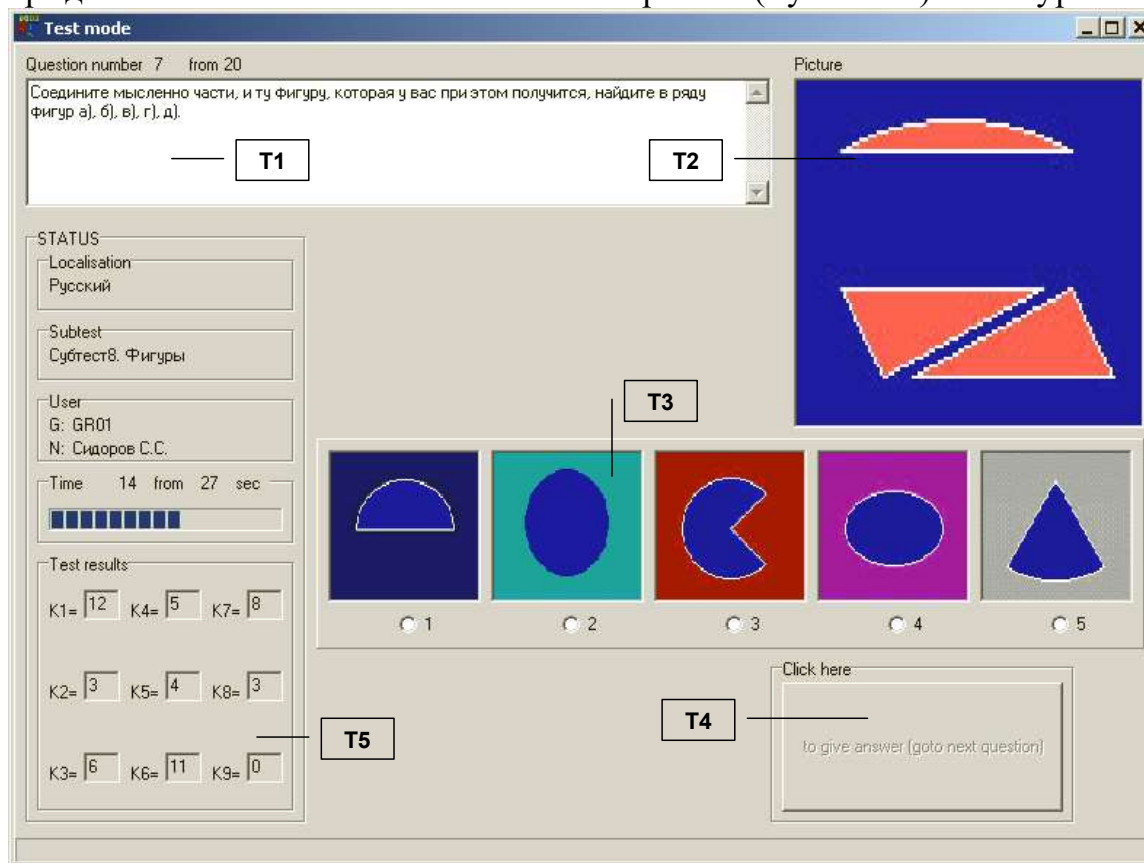 Test mode
Question number 7 from 20
Picture
Соедините мысленно части, и ту фигуру, которая у вас при этом получится, найдите в ряду
фигур а), б), в), г), д).
T1
T2
STATUS
Localisation
Русский
Subtest
Субтест8. Фигуры
User
G: GR01
N: Сидоров С.С.
T3
Time 14 from 27 sec
Test results
K1= 12 K4= 5 K7= 8
K2= 3 K5= 4 K8= 3
K3= 6 K6= 11 K9= 0
T5
1 2 3 4 5
Click here
T4
to give answer (goto next question)